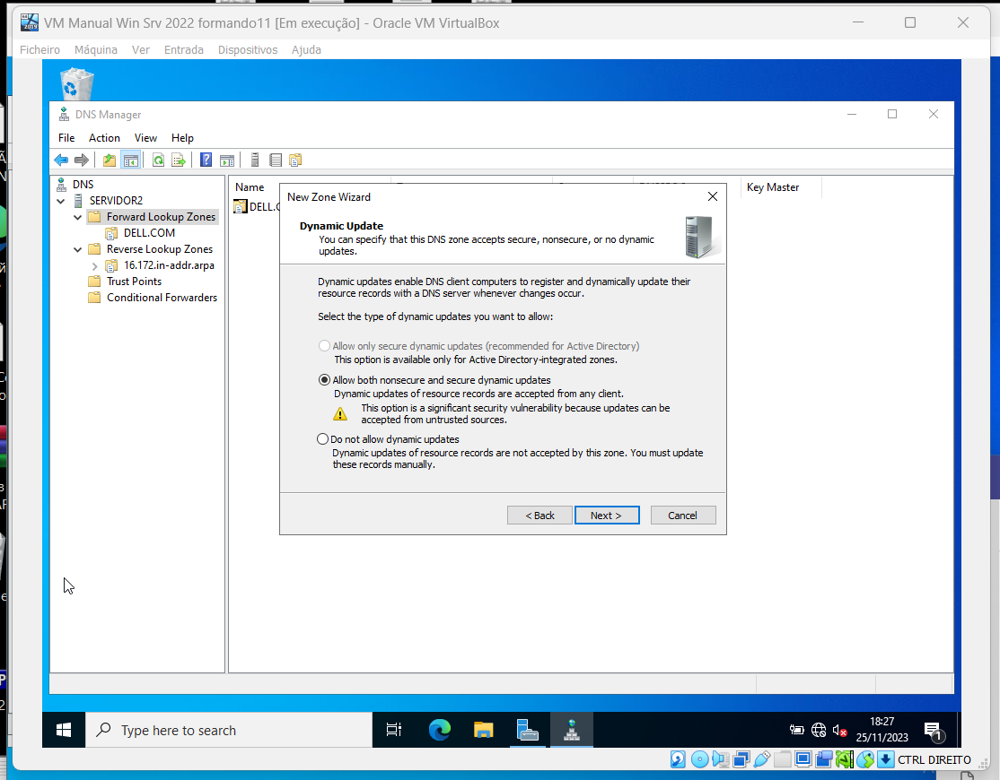 VM Manual Win Srv 2022 formando11 [Em execução] - Oracle VM VirtualBox
Ficheiro Máquina Ver Entrada Dispositivos Ajuda
DNS Manager
File Action View Help
DNS
SERVIDOR2
Forward Lookup Zones
DELL.COM
Reverse Lookup Zones
16.172.in-addr.arpa
Trust Points
Conditional Forwarders
Name
Key Master
DELL.
New Zone Wizard
Dynamic Update
You can specify that this DNS zone accepts secure, nonsecure, or no dynamic
updates.
Dynamic updates enable DNS client computers to register and dynamically update their
resource records with a DNS server whenever changes occur.
Select the type of dynamic updates you want to allow:
Allow only secure dynamic updates (recommended for Active Directory)
This option is available only for Active Directory-integrated zones.
Allow both nonsecure and secure dynamic updates
Dynamic updates of resource records are accepted from any client.
This option is a significant security vulnerability because updates can be
accepted from untrusted sources.
Do not allow dynamic updates
Dynamic updates of resource records are not accepted by this zone. You must update
these records manually.
< Back Next > Cancel
Type here to search
18:27
25/11/2023
1
CTRL DIREITO